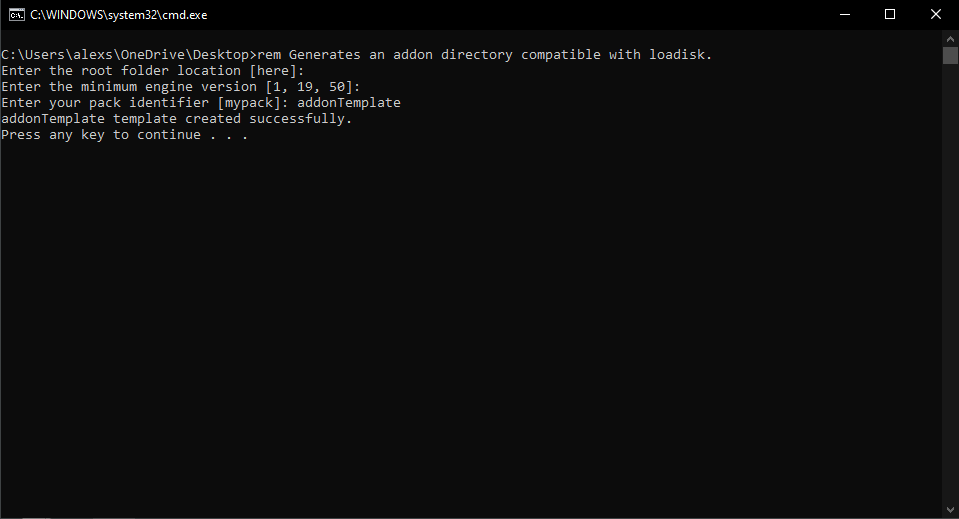 C:\WINDOWS\system32\cmd.exe
C:\Users\alexs\OneDrive\Desktop>rem Generates an addon directory compatible with loadisk.
Enter the root folder location [here]:
Enter the minimum engine version [1, 19, 50]:
Enter your pack identifier [mypack]: addonTemplate
addonTemplate template created successfully.
Press any key to continue . . .